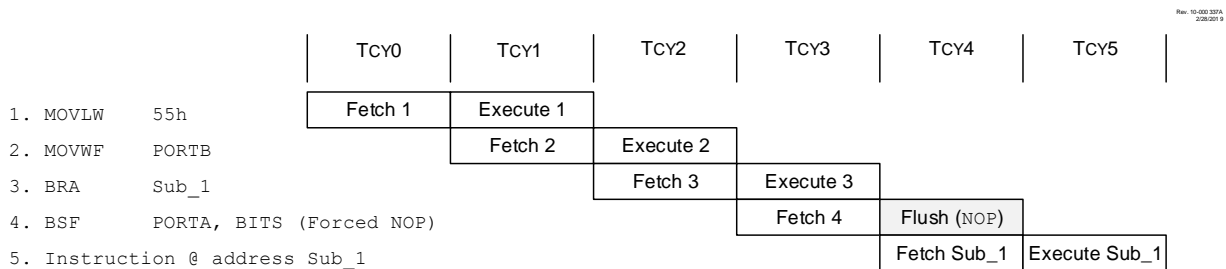 Rev. 10-000 337A
2/28/201 9
TCY0 TCY1 TCY2 TCY3 TCY4 TCY5
1. MOVLW 55h Fetch 1 Execute 1
2. MOVWF PORTB Fetch 2 Execute 2
3. BRA Sub_1 Fetch 3 Execute 3
4. BSF PORTA, BITS (Forced NOP) Fetch 4 Flush (NOP)
5. Instruction @ address Sub_1 Fetch Sub_1 Execute Sub_1